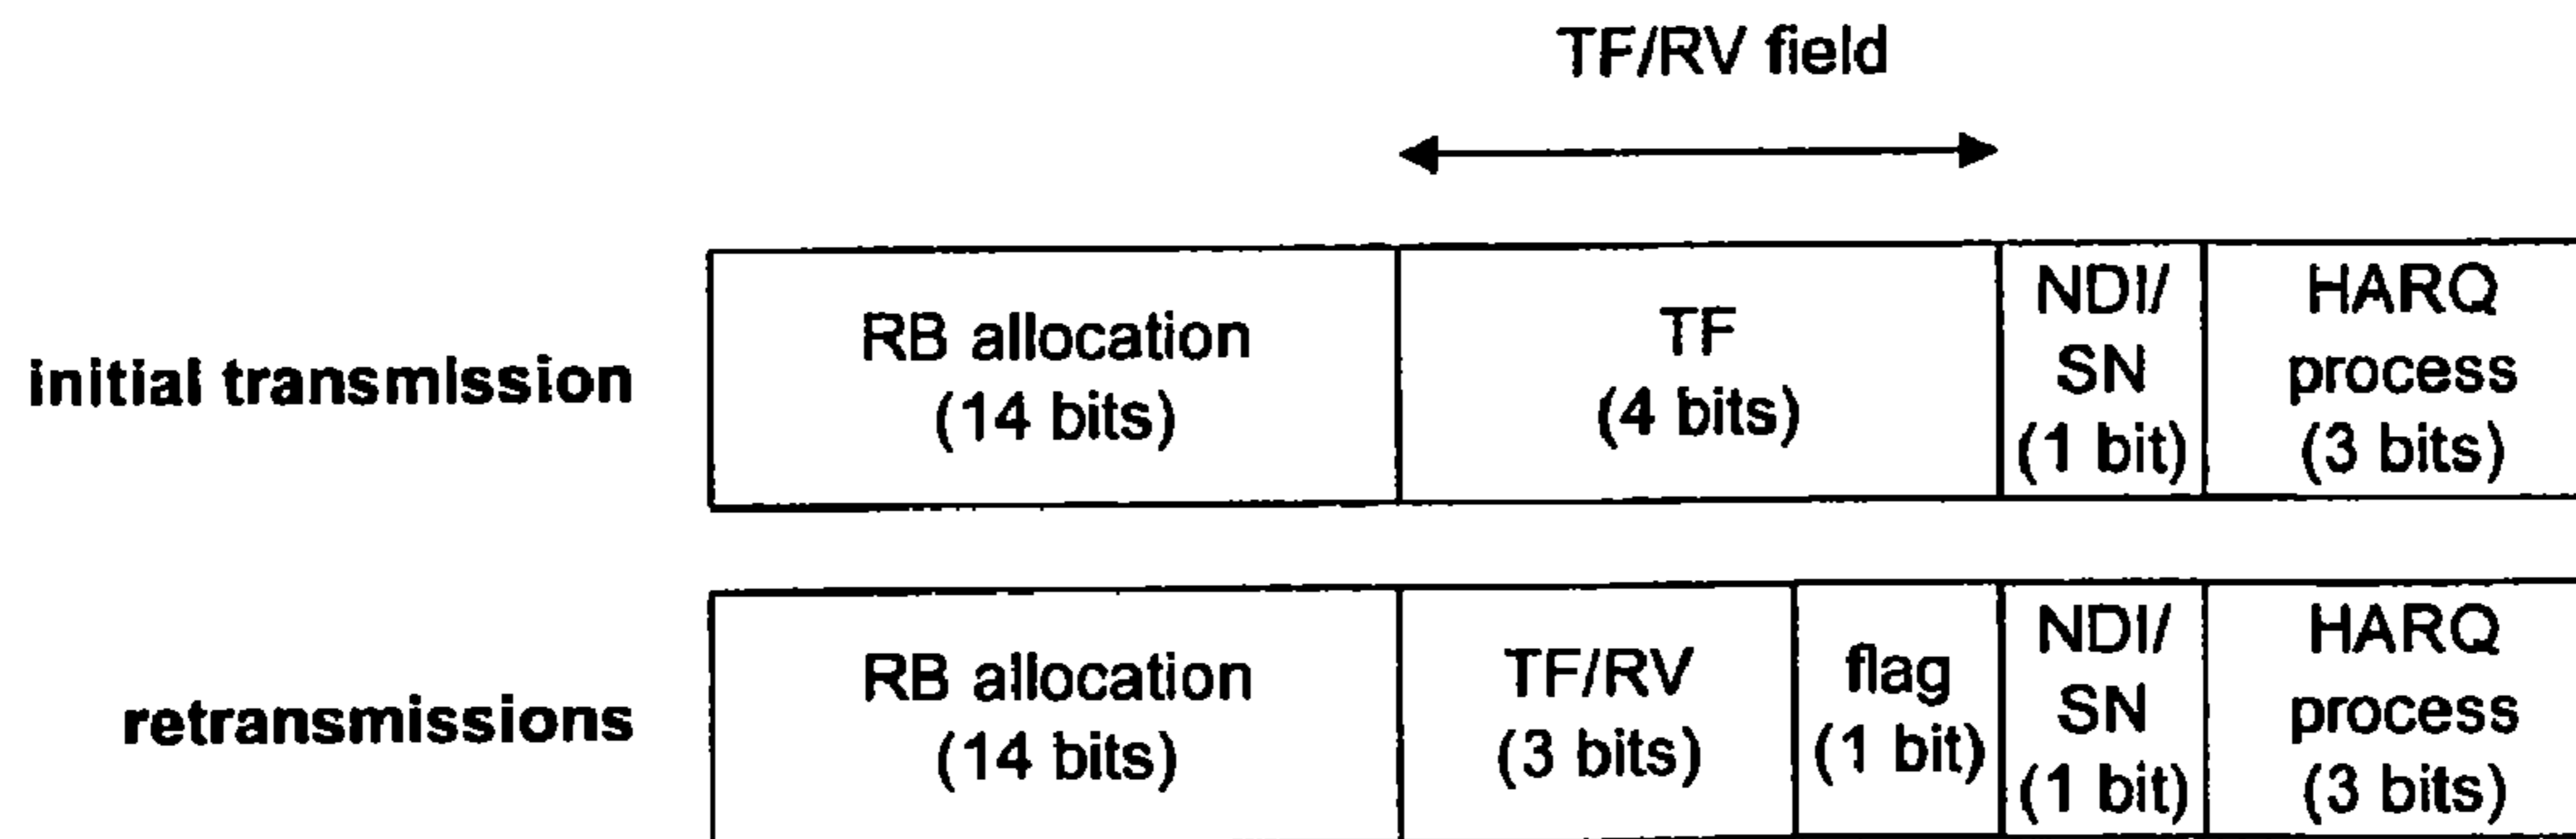 TF/RV field
initial transmission
RB allocation
(14 bits)
TF
(4 bits)
NDI/
SN
(1 bit)
HARQ
process
(3 bits)
retransmissions
RB allocation
(14 bits)
TF/RV
(3 bits)
flag
(1 bit)
NDI/
SN
(1 bit)
HARQ
process
(3 bits)